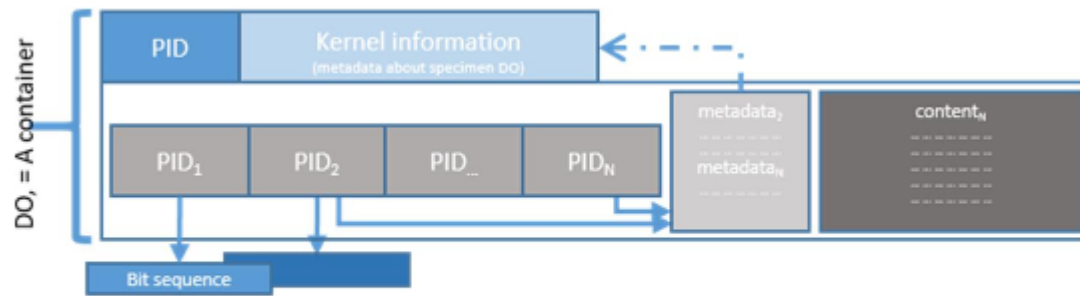 DO, = A container
PID
Kernel information
(metadata about specimen DO)
metadata₂
metadataₙ
contentₙ
PID₁
PID₂
PID...
PIDₙ
Bit sequence